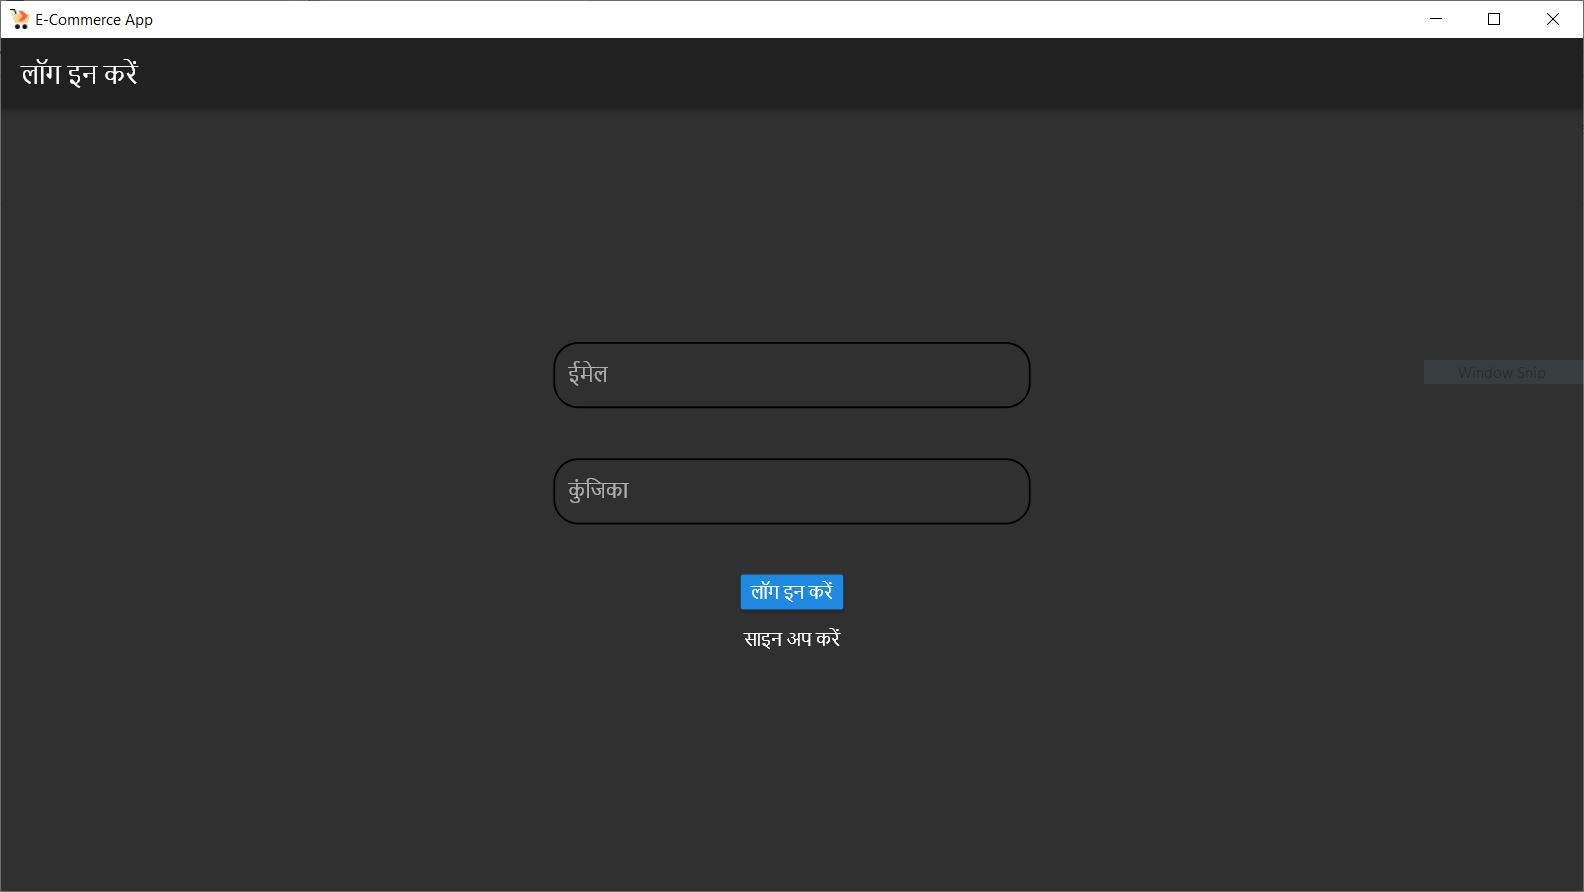 E-Commerce App
लॉग इन करें
ईमेल
Window Snip
कुंजिका
लॉग इन करें
साइन अप करें